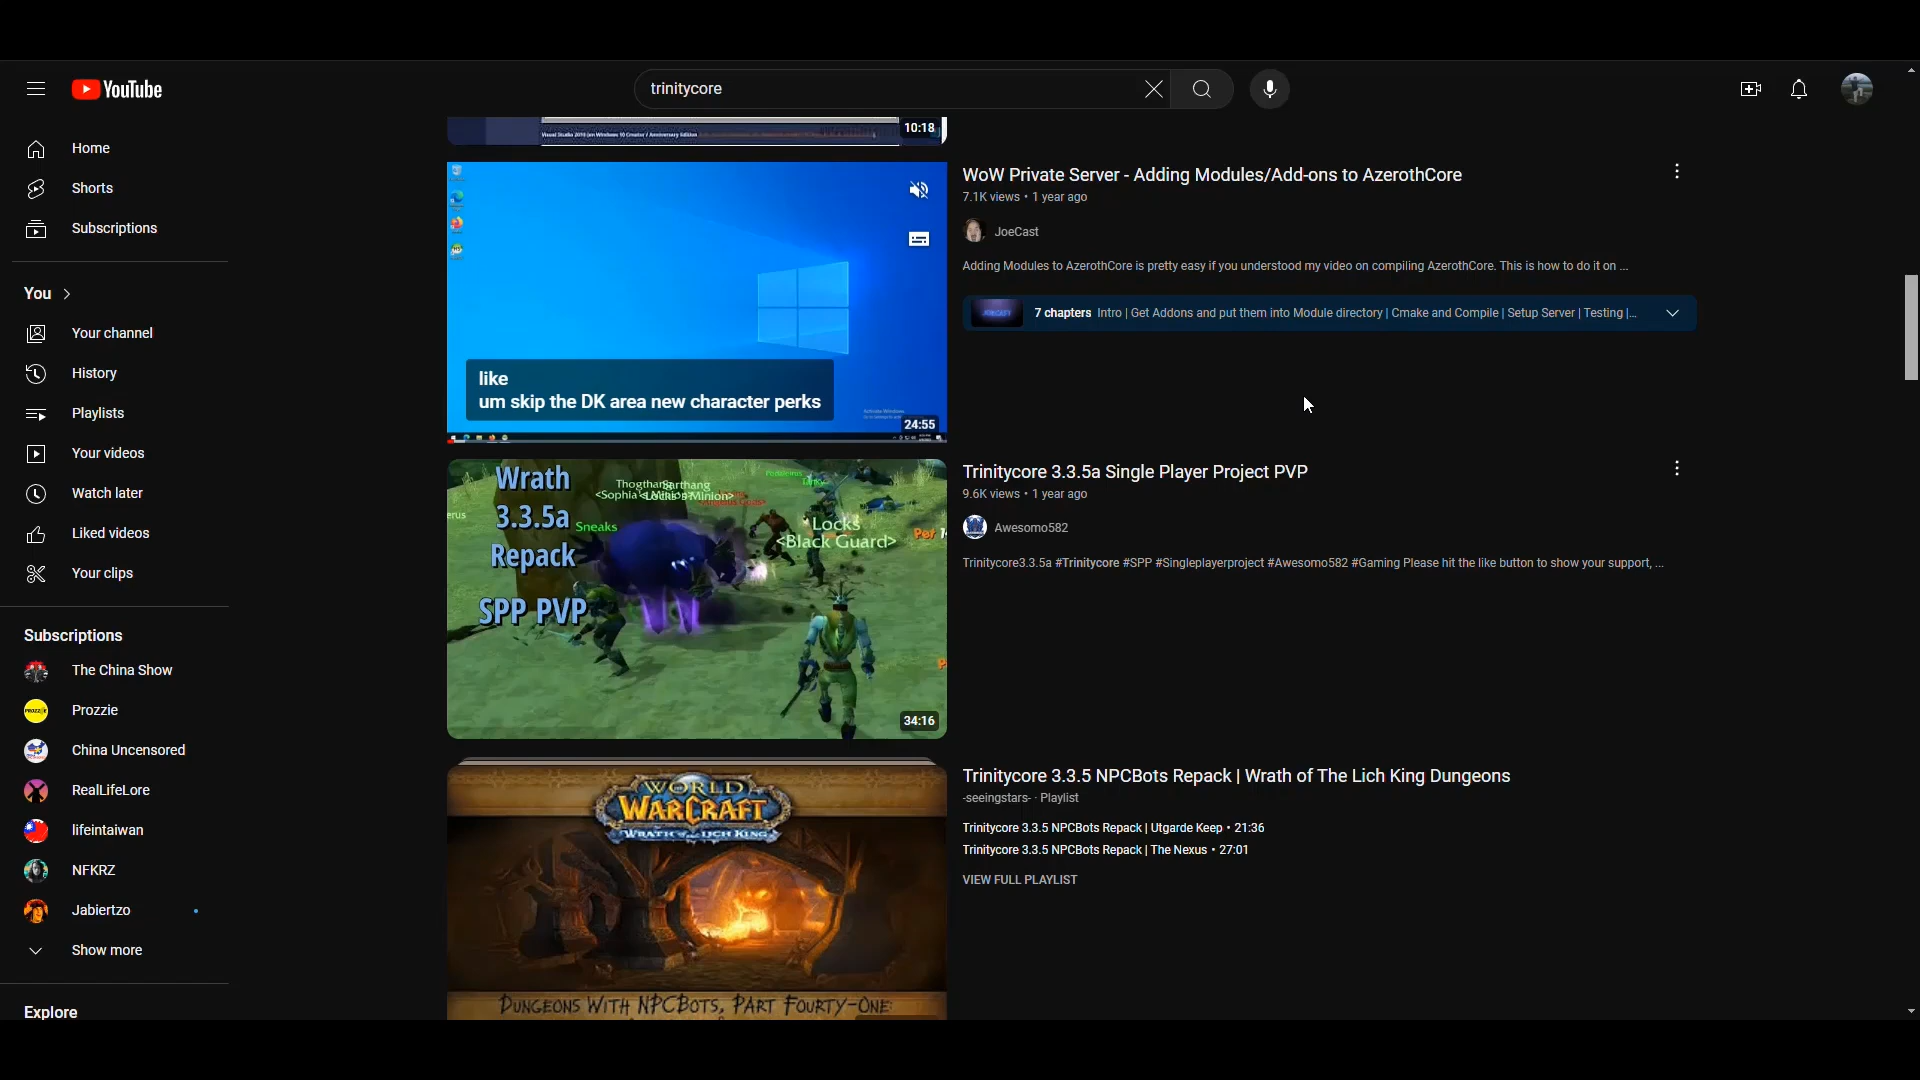 YouTube
trinitycore
Home
Shorts
Subscriptions
You
Your channel
History
Playlists
Your videos
Watch later
Liked videos
Your clips
Subscriptions
The China Show
Prozzie
China Uncensored
RealLifeLore
lifeintaiwan
NFKRZ
Jabiertzo
Show more
Explore
10:18
like
um skip the DK area new character perks
24:55
WoW Private Server - Adding Modules/Add-ons to AzerothCore
7.1K views • 1 year ago
JoeCast
Adding Modules to AzerothCore is pretty easy if you understood my video on compiling AzerothCore. This is how to do it on ...
7 chapters Intro | Get Addons and put them into Module directory | Cmake and Compile | Setup Server | Testing |...
Wrath
3.3.5a
Repack
SPP PVP
Sneaks
Locks
<Black Guard>
34:16
Trinitycore 3.3.5a Single Player Project PVP
9.6K views • 1 year ago
Awesomo582
Trinitycore3.3.5a #Trinitycore #SPP #Singleplayerproject #Awesomo582 #Gaming Please hit the like button to show your support, ...
WORLD
WARCRAFT
WRATH OF THE LICH KING
DUNGEONS WITH NPCBOTS, PART FOURTY-ONE:
Trinitycore 3.3.5 NPCBots Repack | Wrath of The Lich King Dungeons
-seeingstars- · Playlist
Trinitycore 3.3.5 NPCBots Repack | Utgarde Keep • 21:36
Trinitycore 3.3.5 NPCBots Repack | The Nexus • 27:01
VIEW FULL PLAYLIST